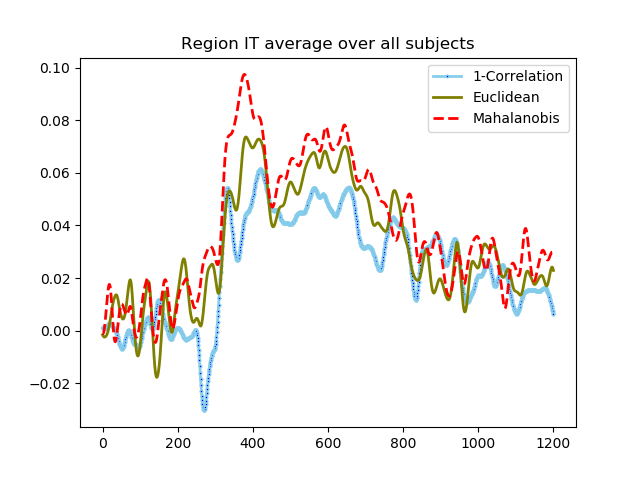 Region IT average over all subjects
1-Correlation
Euclidean
Mahalanobis
0.10
0.08
0.06
0.04
0.02
0.00
−0.02
0 200 400 600 800 1000 1200